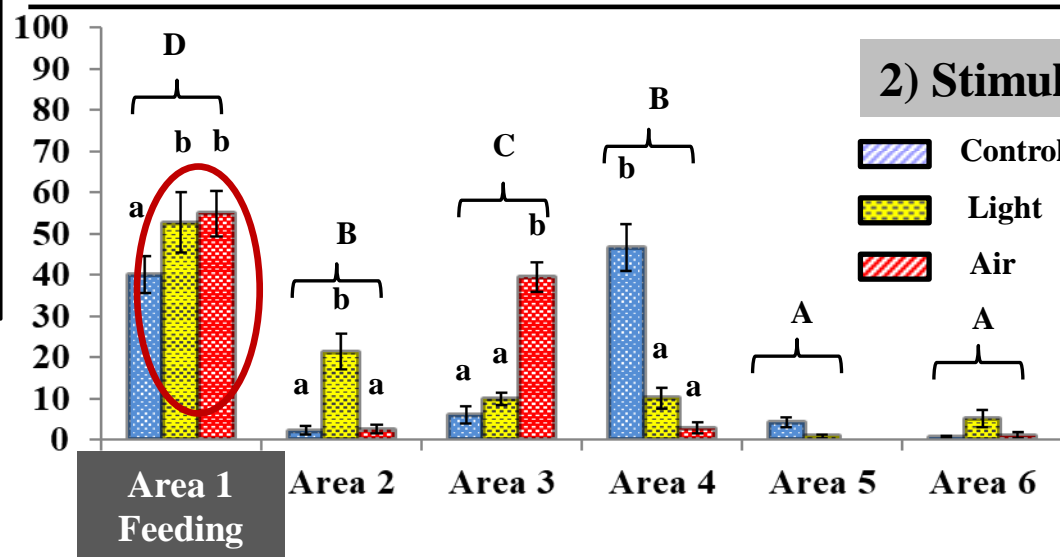 100
90
80
70
60
50
40
30
20
10
0
D
a b b
B
a b a
C
a a b
B
b a a
A
A
2) Stimul
Control
Light
Air
Area 1 Area 2 Area 3 Area 4 Area 5 Area 6
Feeding